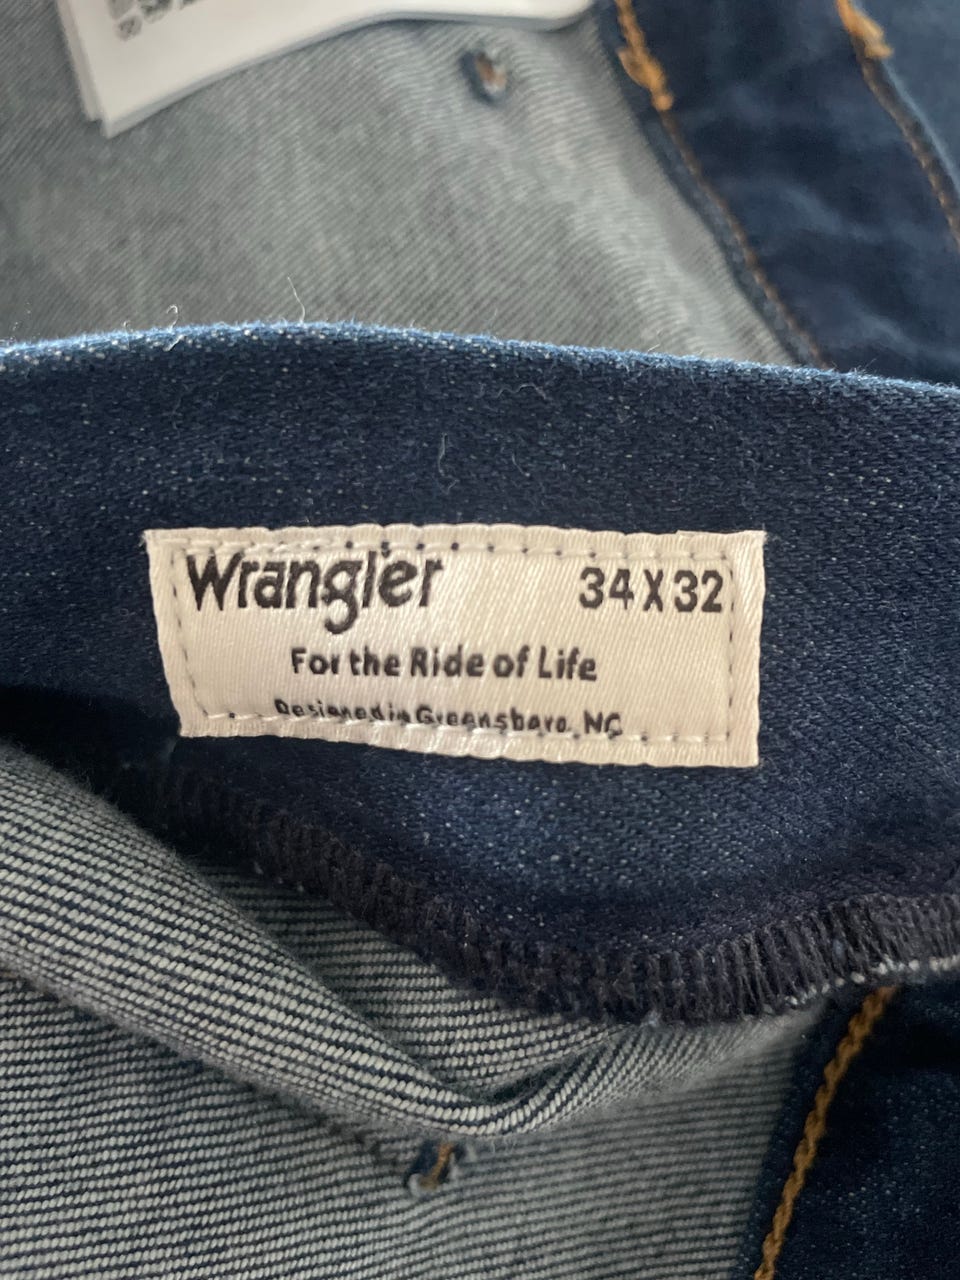 Wrangler 34 X 32
For the Ride of Life
Designed in Greensboro, NC